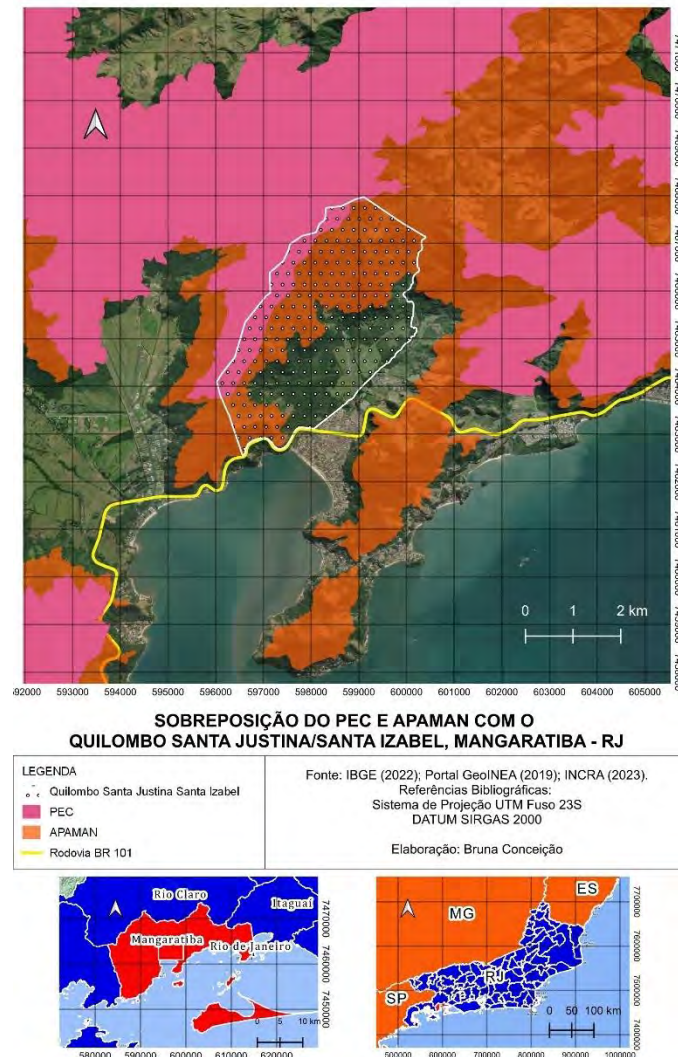 0 1 2 km
592000 593000 594000 595000 596000 597000 598000 599000 600000 601000 602000 603000 604000 605000
SOBREPOSIÇÃO DO PEC E APAMAN COM O
QUILOMBO SANTA JUSTINA/SANTA IZABEL, MANGARATIBA - RJ
LEGENDA
Quilombo Santa Justina Santa Izabel
PEC
APAMAN
Rodovia BR 101
Fonte: IBGE (2022); Portal GeoINEA (2019); INCRA (2023).
Referências Bibliográficas:
Sistema de Projeção UTM Fuso 23S
DATUM SIRGAS 2000
Elaboração: Bruna Conceição
Rio Claro
Itaguaí
Mangaratiba
Rio de Janeiro
0 5 10 km
7470000
7460000
7450000
580000 590000 600000 610000 620000
ES
MG
RJ
SP
0 50 100 km
7700000
7600000
7500000
7400000
500000 600000 700000 800000 900000 1000000